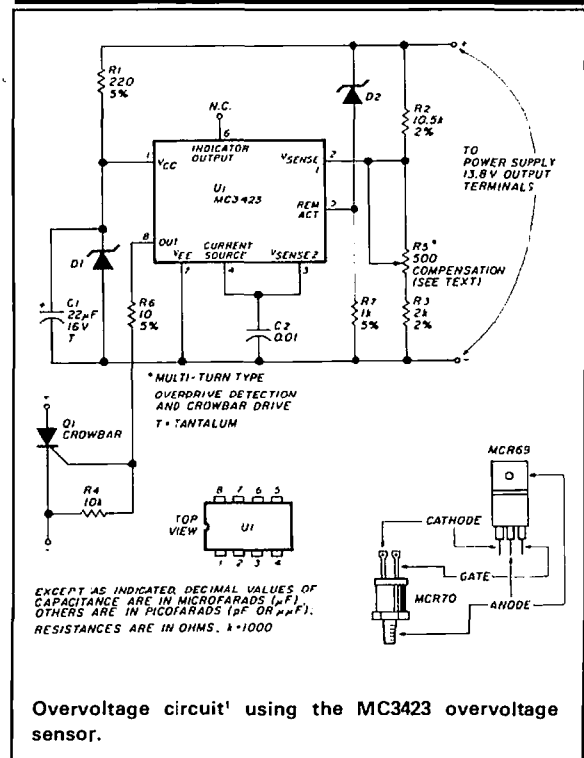 R1
220
5%
N.C.
6
INDICATOR
OUTPUT
1
VCC
VSENSE
1
2
U1
MC3423
REM
ACT
5
8
OUT
VEE
7
CURRENT
SOURCE
4
VSENSE2
3
D1
D2
R2
10.5k
2%
TO
POWER SUPPLY
13.8V OUTPUT
TERMINALS
R5*
500
COMPENSATION
(SEE TEXT)
R3
2k
2%
+
-
+
C1
22µF
16V
T
R6
10
5%
C2
0.01
R7
1k
5%
*MULTI-TURN TYPE
OVERDRIVE DETECTION
AND CROWBAR DRIVE
T = TANTALUM
+
Q1
CROWBAR
R4
10k
-
TOP
VIEW
8 7 6 5
U1
1 2 3 4
MCR69
CATHODE
GATE
MCR70
ANODE
EXCEPT AS INDICATED, DECIMAL VALUES OF
CAPACITANCE ARE IN MICROFARADS (µF),
OTHERS ARE IN PICOFARADS (pF OR µµF);
RESISTANCES ARE IN OHMS, k=1000
Overvoltage circuit¹ using the MC3423 overvoltage
sensor.